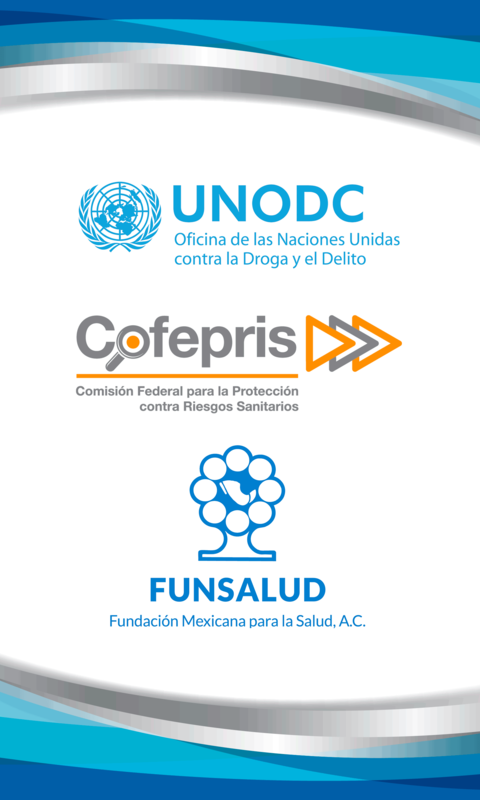 UNODC
Oficina de las Naciones Unidas
contra la Droga y el Delito
Cofepris
Comisión Federal para la Protección
contra Riesgos Sanitarios
FUNSALUD
Fundación Mexicana para la Salud, A.C.